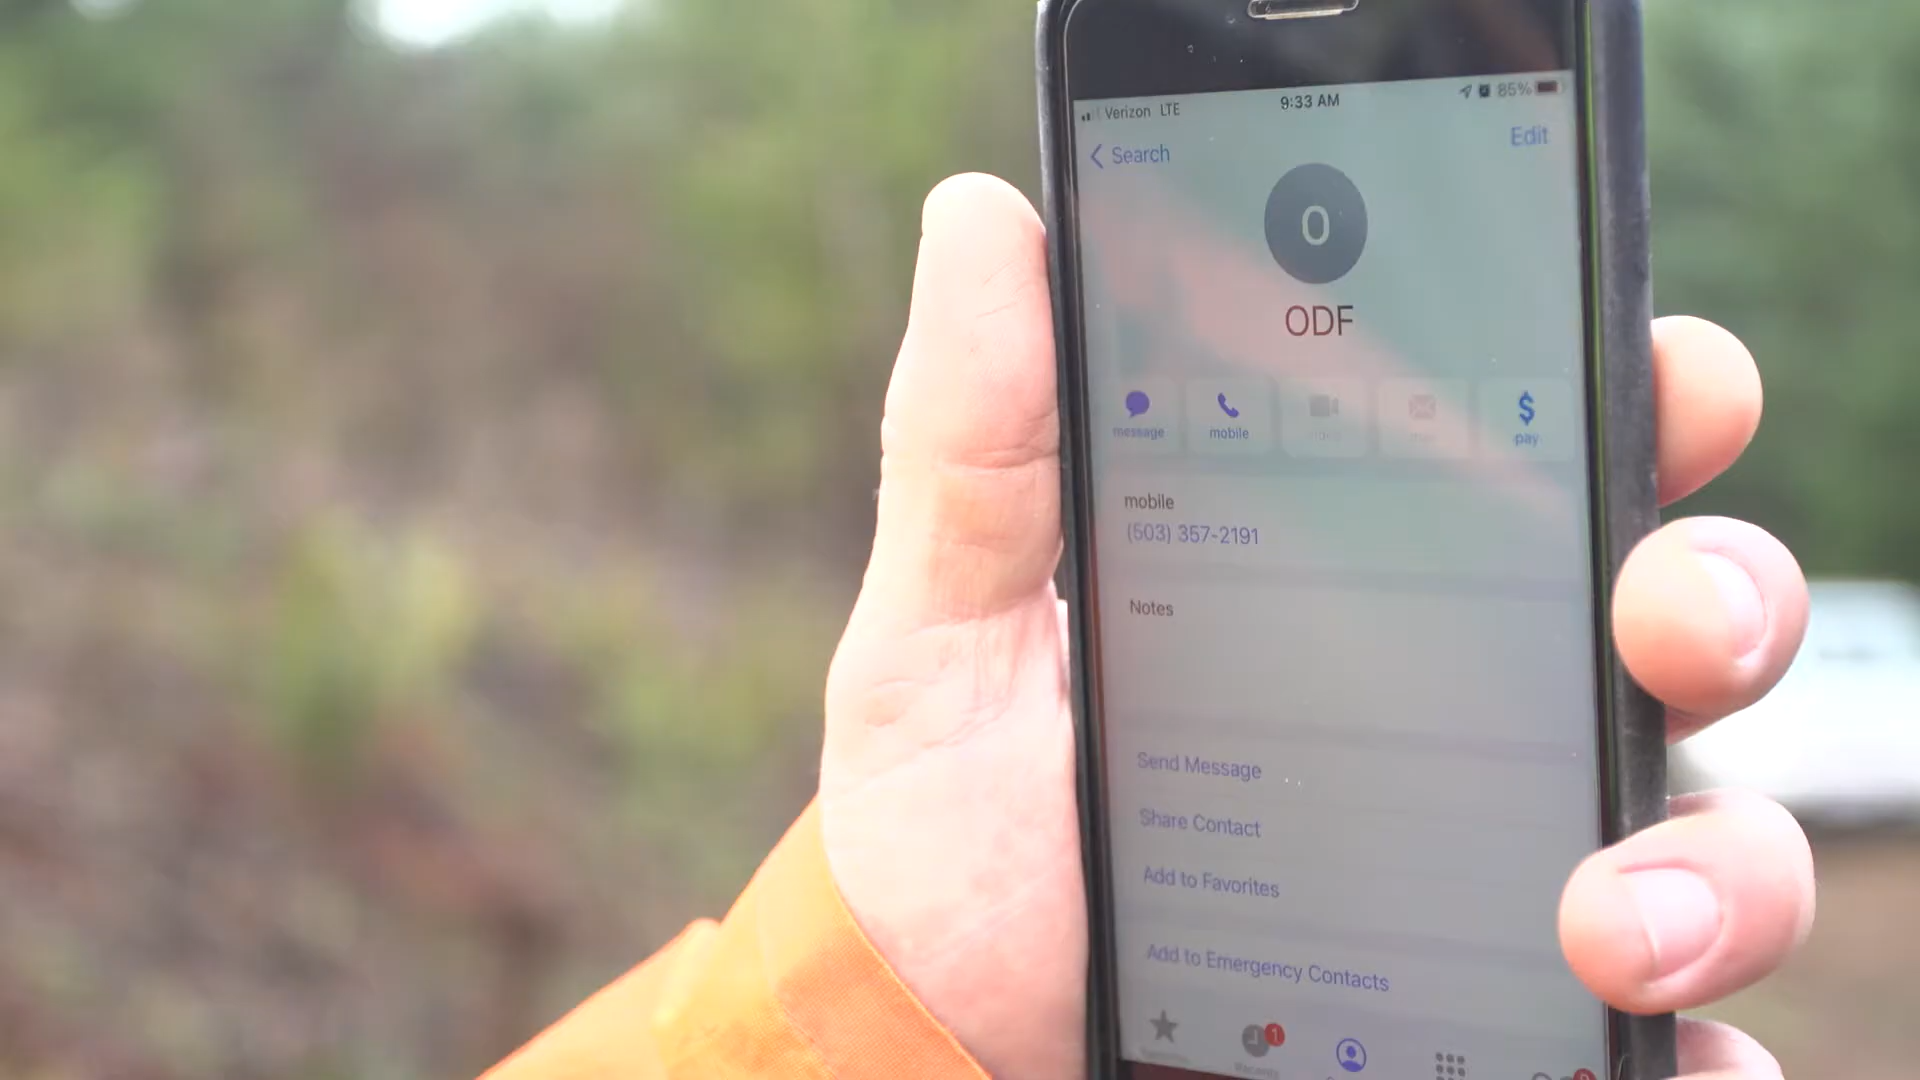 Verizon LTE 9:33 AM 85%
Search Edit
O
ODF
message mobile pay
mobile
(503) 357-2191
Notes
Send Message
Share Contact
Add to Favorites
Add to Emergency Contacts
1